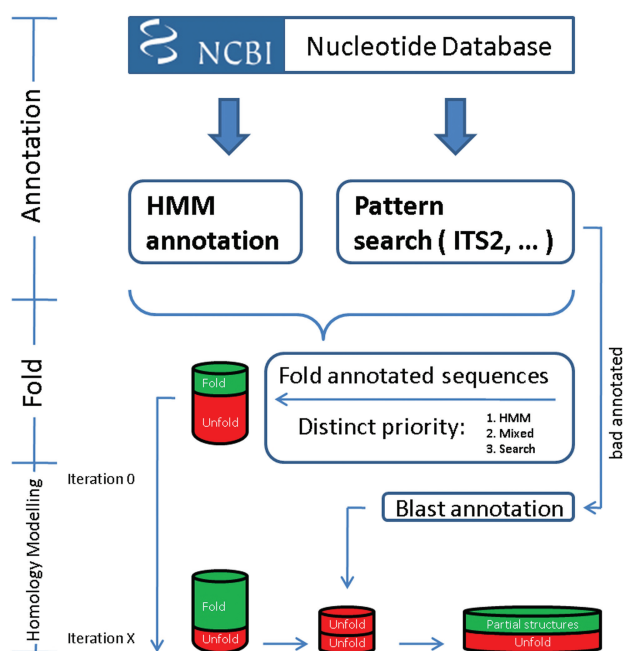 NCBI Nucleotide Database
Annotation
HMM
annotation
Pattern
search ( ITS2, ... )
bad annotated
Fold
Fold
Unfold
Fold annotated sequences
Distinct priority:
1. HMM
2. Mixed
3. Search
Homology Modelling
Iteration 0
Blast annotation
Iteration X
Fold
Unfold
Unfold
Unfold
Partial structures
Unfold